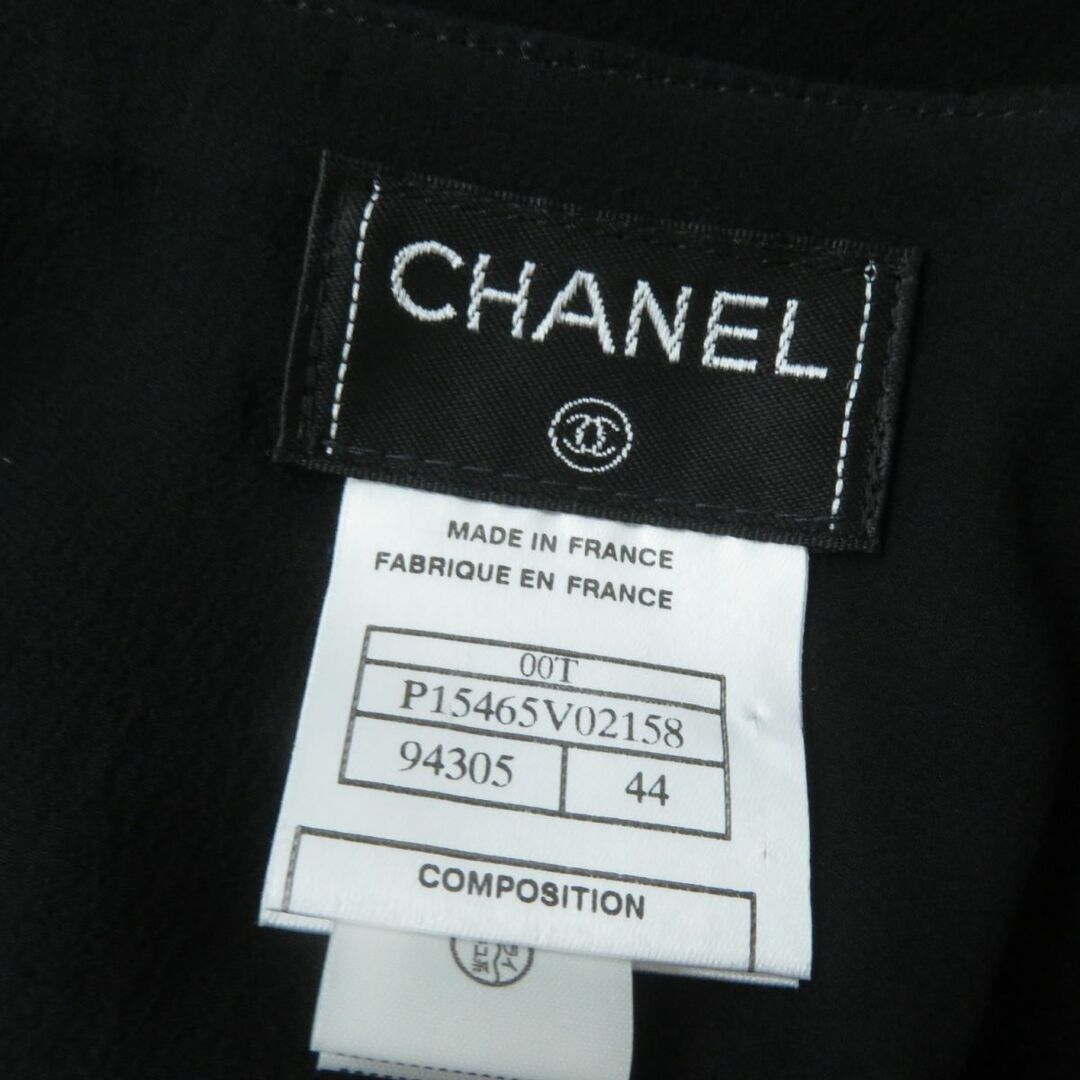 CHANEL
MADE IN FRANCE
FABRIQUE EN FRANCE
00T
P15465V02158
94305 44
COMPOSITION